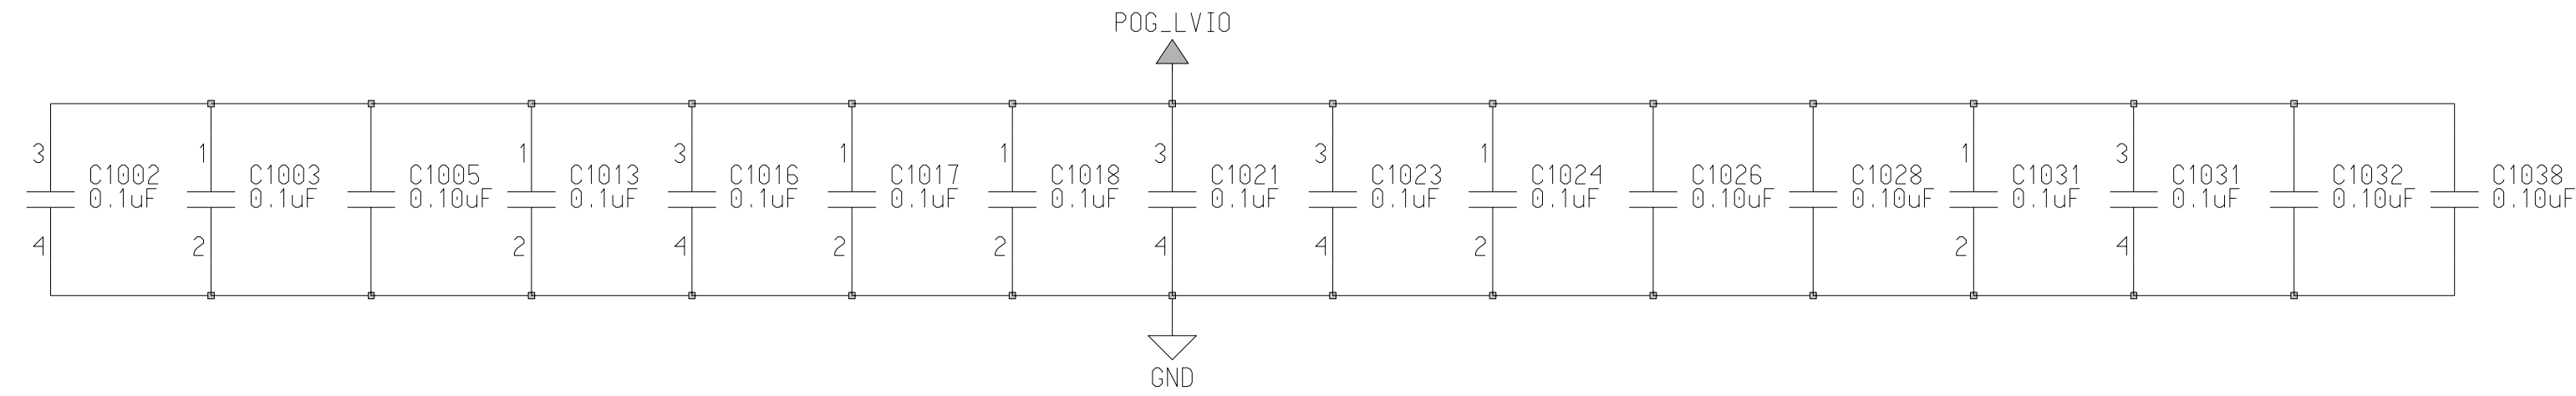 POG_LVIO
3 1 1 3 1 1 3 3 1 1 3
C1002 C1003 C1005 C1013 C1016 C1017 C1018 C1021 C1023 C1024 C1026 C1028 C1031 C1031 C1032 C1038
0.1uF 0.1uF 0.10uF 0.1uF 0.1uF 0.1uF 0.1uF 0.1uF 0.1uF 0.1uF 0.10uF 0.10uF 0.1uF 0.1uF 0.10uF 0.10uF
4 2 2 4 2 2 4 4 2 2 4
GND